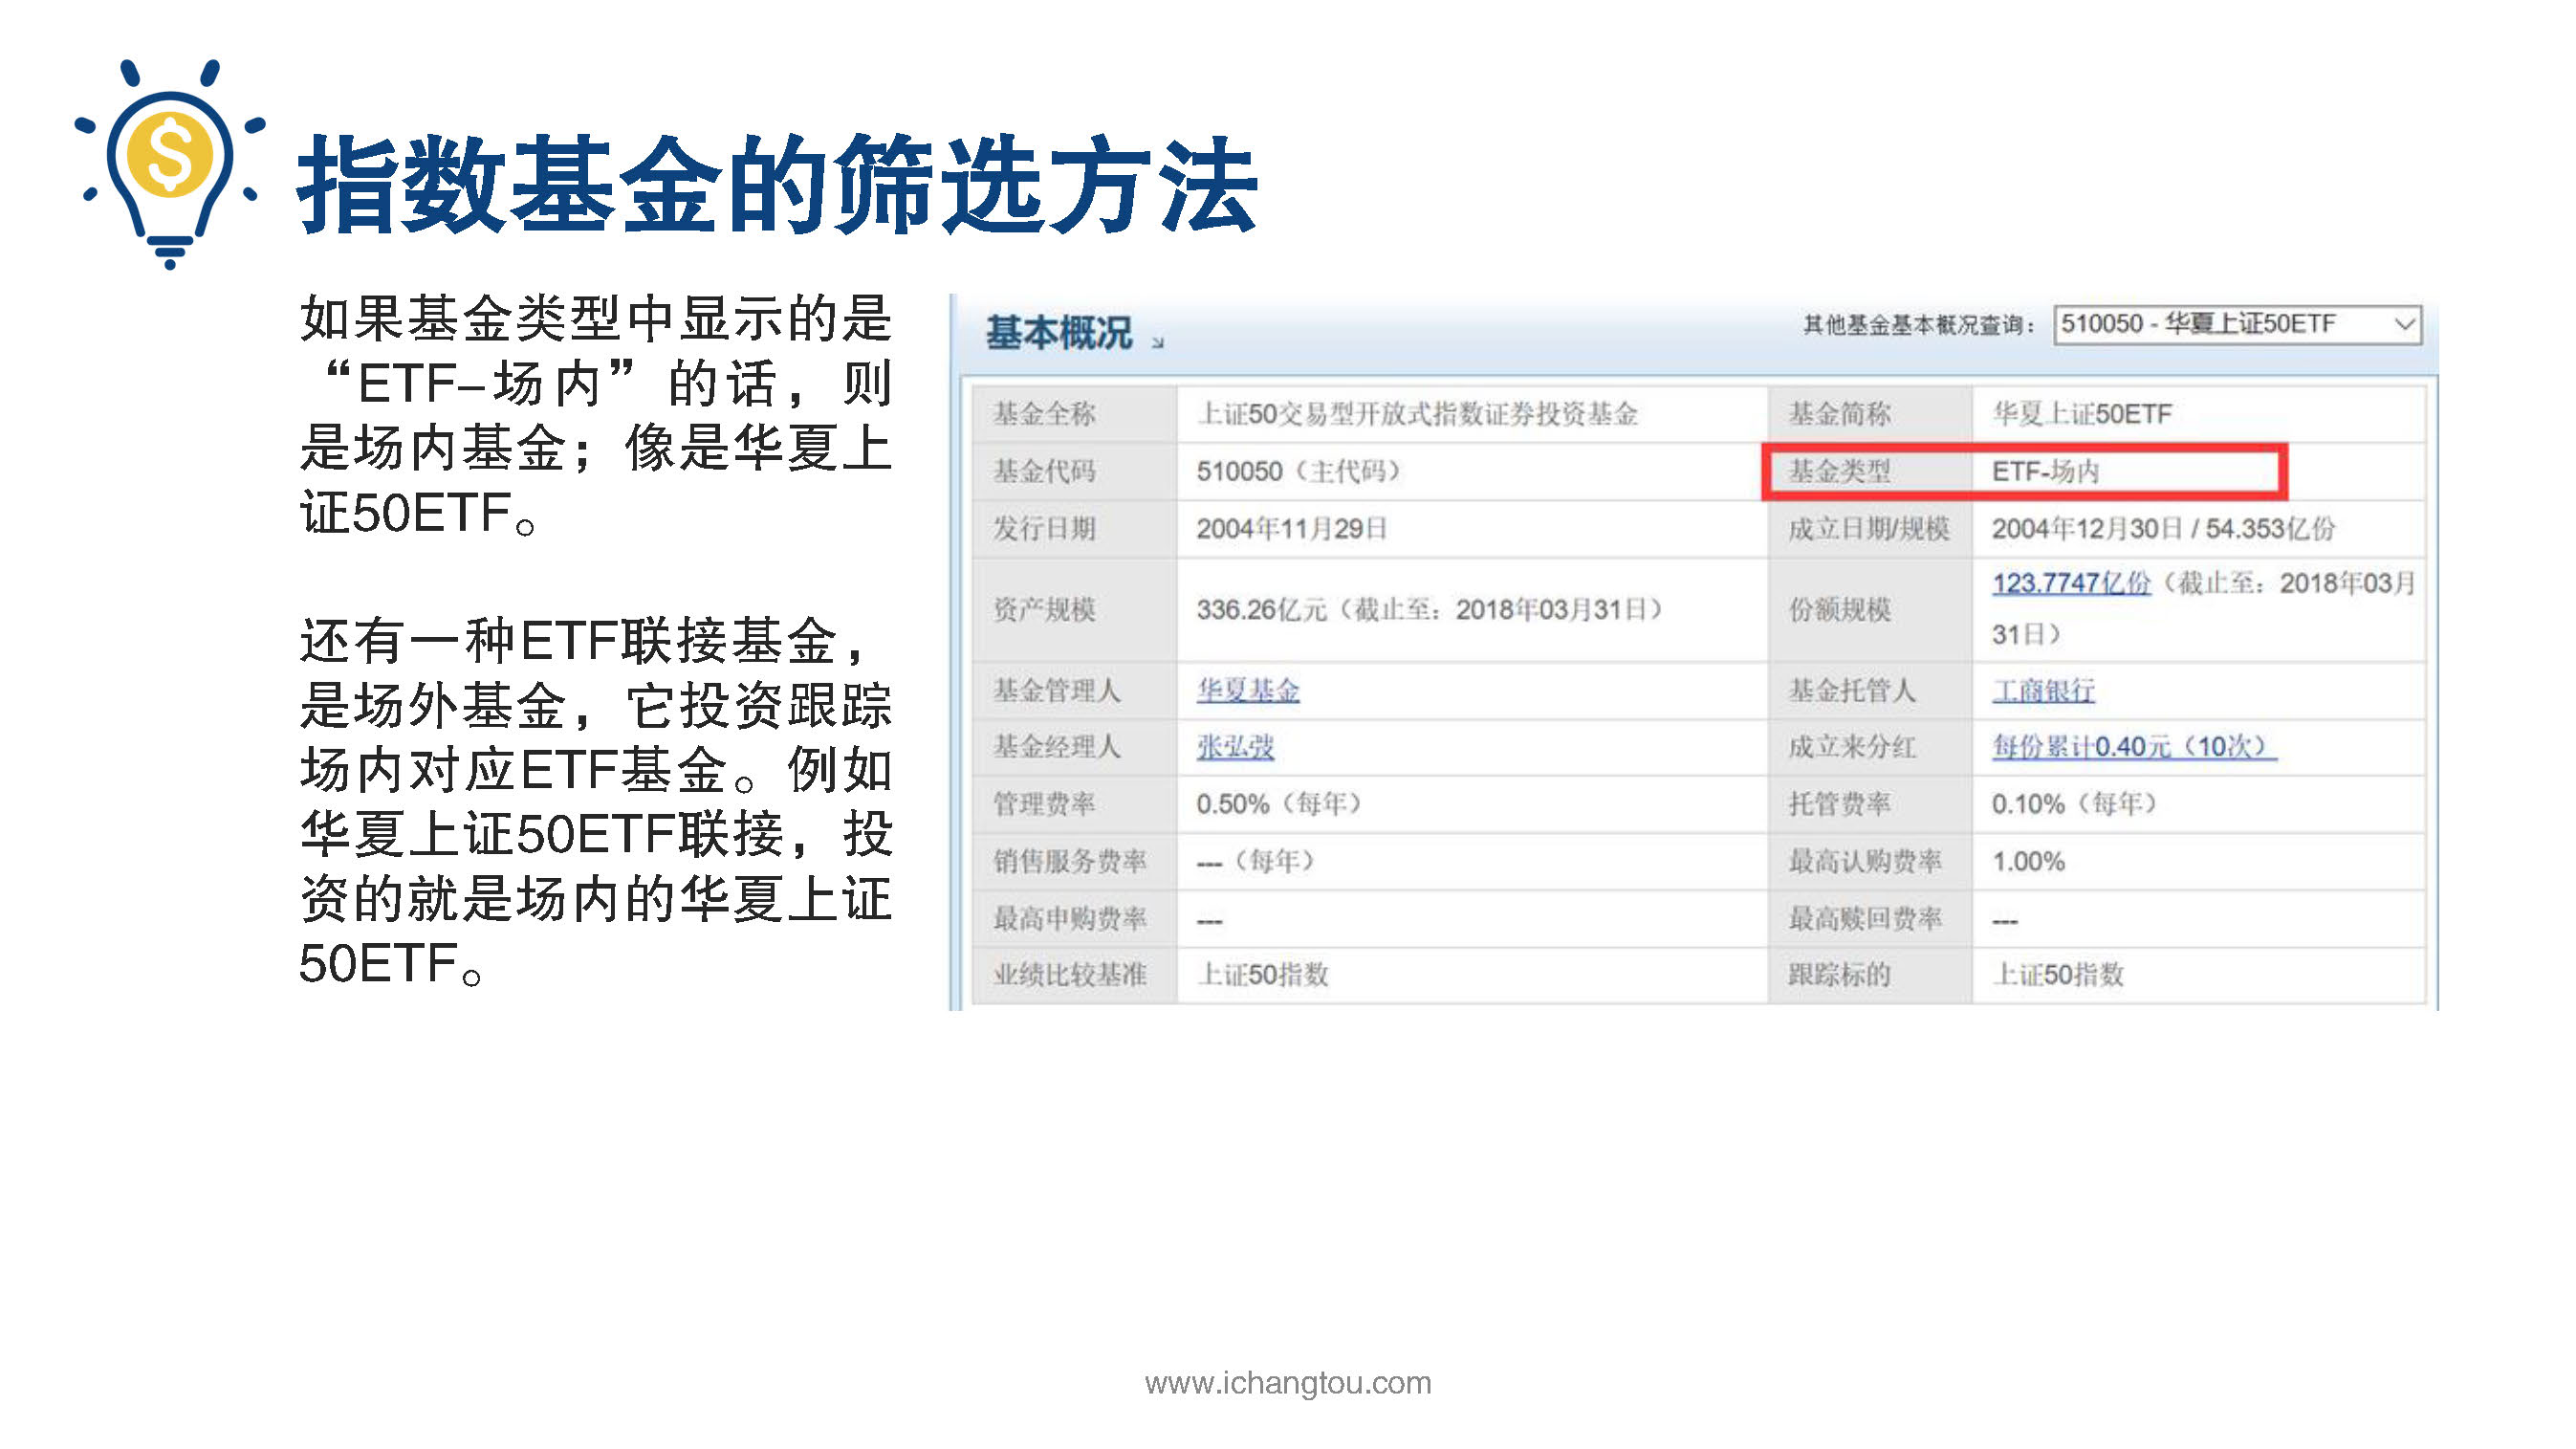 指数基金的筛选方法
如果基金类型中显示的是
“ETF–场内”的话，则
是场内基金；像是华夏上
证50ETF。
还有一种ETF联接基金，
是场外基金，它投资跟踪
场内对应ETF基金。例如
华夏上证50ETF联接，投
资的就是场内的华夏上证
50ETF。
基本概况 其他基金基本概况查询： 510050 - 华夏上证50ETF
基金全称 上证50交易型开放式指数证券投资基金 基金简称 华夏上证50ETF
基金代码 510050（主代码） 基金类型 ETF-场内
发行日期 2004年11月29日 成立日期/规模 2004年12月30日 / 54.353亿份
资产规模 336.26亿元（截止至：2018年03月31日） 份额规模 123.7747亿份（截止至：2018年03月
31日）
基金管理人 华夏基金 基金托管人 工商银行
基金经理人 张弘弢 成立来分红 每份累计0.40元（10次）
管理费率 0.50%（每年） 托管费率 0.10%（每年）
销售服务费率 ---（每年） 最高认购费率 1.00%
最高申购费率 --- 最高赎回费率 ---
业绩比较基准 上证50指数 跟踪标的 上证50指数
www.ichangtou.com